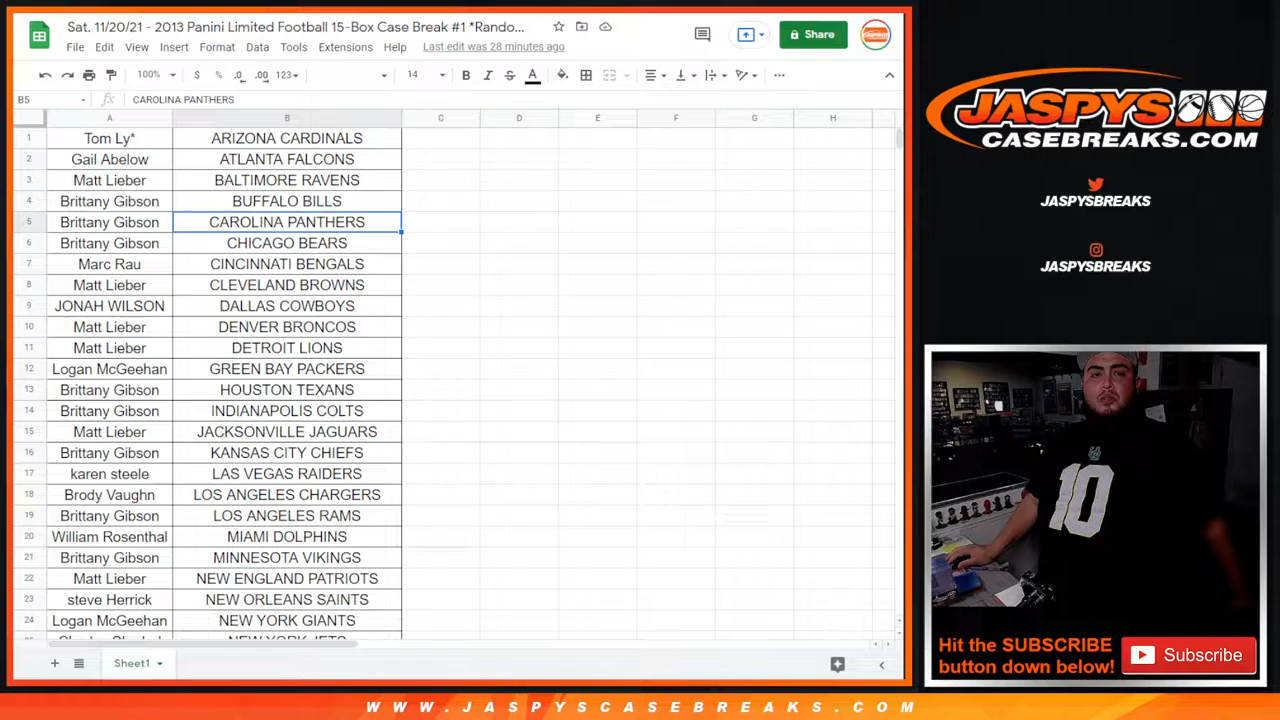 Sat. 11/20/21 - 2013 Panini Limited Football 15-Box Case Break #1 *Rando...
File Edit View Insert Format Data Tools Extensions Help Last edit was 28 minutes ago
Share
100% $ % .0 .00 123 14 B I S A
B5 fx CAROLINA PANTHERS
A B C D E F G H
1 Tom Ly* ARIZONA CARDINALS
2 Gail Abelow ATLANTA FALCONS
3 Matt Lieber BALTIMORE RAVENS
4 Brittany Gibson BUFFALO BILLS
5 Brittany Gibson CAROLINA PANTHERS
6 Brittany Gibson CHICAGO BEARS
7 Marc Rau CINCINNATI BENGALS
8 Matt Lieber CLEVELAND BROWNS
9 JONAH WILSON DALLAS COWBOYS
10 Matt Lieber DENVER BRONCOS
11 Matt Lieber DETROIT LIONS
12 Logan McGeehan GREEN BAY PACKERS
13 Brittany Gibson HOUSTON TEXANS
14 Brittany Gibson INDIANAPOLIS COLTS
15 Matt Lieber JACKSONVILLE JAGUARS
16 Brittany Gibson KANSAS CITY CHIEFS
17 karen steele LAS VEGAS RAIDERS
18 Brody Vaughn LOS ANGELES CHARGERS
19 Brittany Gibson LOS ANGELES RAMS
20 William Rosenthal MIAMI DOLPHINS
21 Brittany Gibson MINNESOTA VIKINGS
22 Matt Lieber NEW ENGLAND PATRIOTS
23 steve Herrick NEW ORLEANS SAINTS
24 Logan McGeehan NEW YORK GIANTS
NEW YORK JETS
Sheet1
JASPYS
CASEBREAKS.COM
JASPYSBREAKS
JASPYSBREAKS
10
Hit the SUBSCRIBE
button down below!
Subscribe
WWW.JASPYSCASEBREAKS.COM